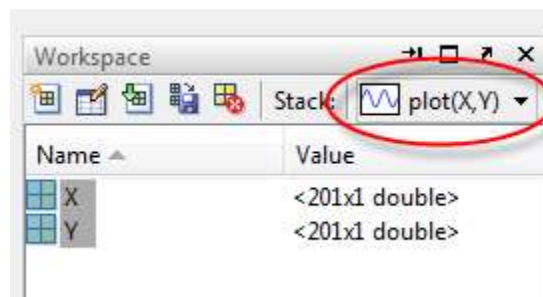 Workspace
Stack: plot(X,Y)
Name Value
X <201x1 double>
Y <201x1 double>